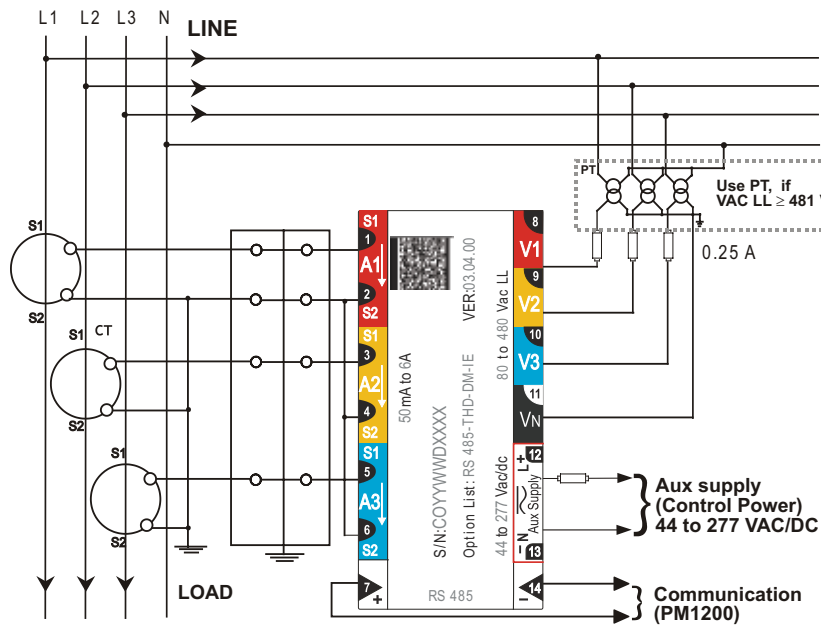 L1 L2 L3 N
LINE
PT
Use PT, if
VAC LL ≥ 481 V
0.25 A
S1
S2
S1
CT
S2
S1
S2
LOAD
S1
1
A1
2
S2
S1
3
A2
4
S2
S1
5
A3
6
S2
7
+
50mA to 6A
S/N:COYYWWDXXXX
Option List: RS 485-THD-DM-IE
VER:03.04.00
80 to 480 Vac LL
44 to 277 Vac/dc
RS 485
8
V1
9
V2
10
V3
11
VN
12
L+
Aux Supply
N
13
14
Aux supply
(Control Power)
44 to 277 VAC/DC
Communication
(PM1200)